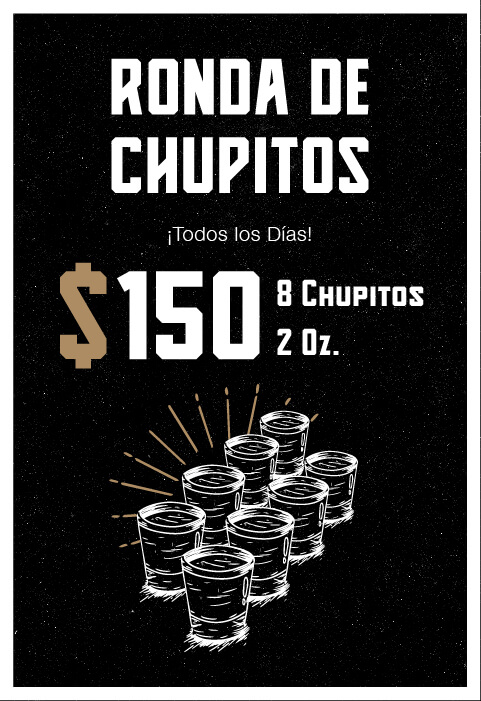 RONDA DE
CHUPITOS
¡Todos los Días!
$150
8 CHUPITOS
2 Oz.